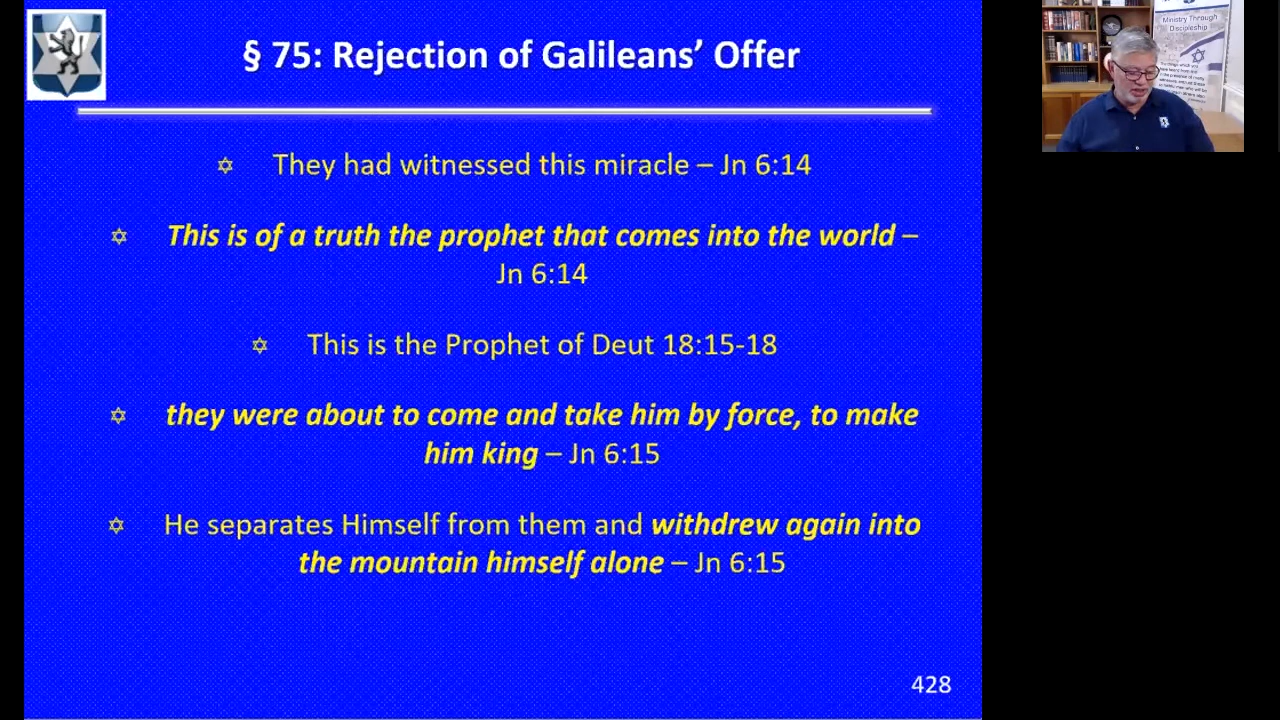 § 75: Rejection of Galileans’ Offer
They had witnessed this miracle – Jn 6:14
This is of a truth the prophet that comes into the world –
Jn 6:14
This is the Prophet of Deut 18:15-18
they were about to come and take him by force, to make
him king – Jn 6:15
He separates Himself from them and withdrew again into
the mountain himself alone – Jn 6:15
428
Ministry Through
Discipleship